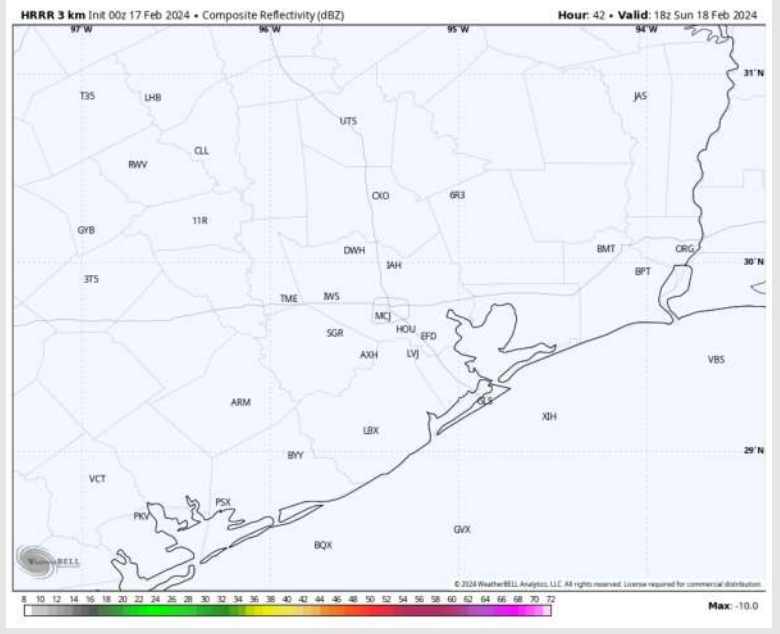 HRRR 3 km Init 00z 17 Feb 2024 • Composite Reflectivity (dBZ) Hour: 42 • Valid: 18z Sun 18 Feb 2024
97°W 96°W 95°W 94°W
31°N
T35 LHB JAS
UTS
CLL
RWV
CXO 6R3
11R
GYB
DWH BMT ORG
IAH 30°N
3T5 BPT
TME IWS
MCJ
SGR HOU EFD
AXH LVJ VBS
ARM GLS
XIH
LBX
BYY 29°N
VCT
PKV PSX
GVX
BQX
WeatherBELL
© 2024 WeatherBELL Analytics, LLC. All rights reserved. License required for commercial distribution.
8 10 12 14 16 18 20 22 24 26 28 30 32 34 36 38 40 42 44 46 48 50 52 54 56 58 60 62 64 66 68 70 72
Max: -10.0